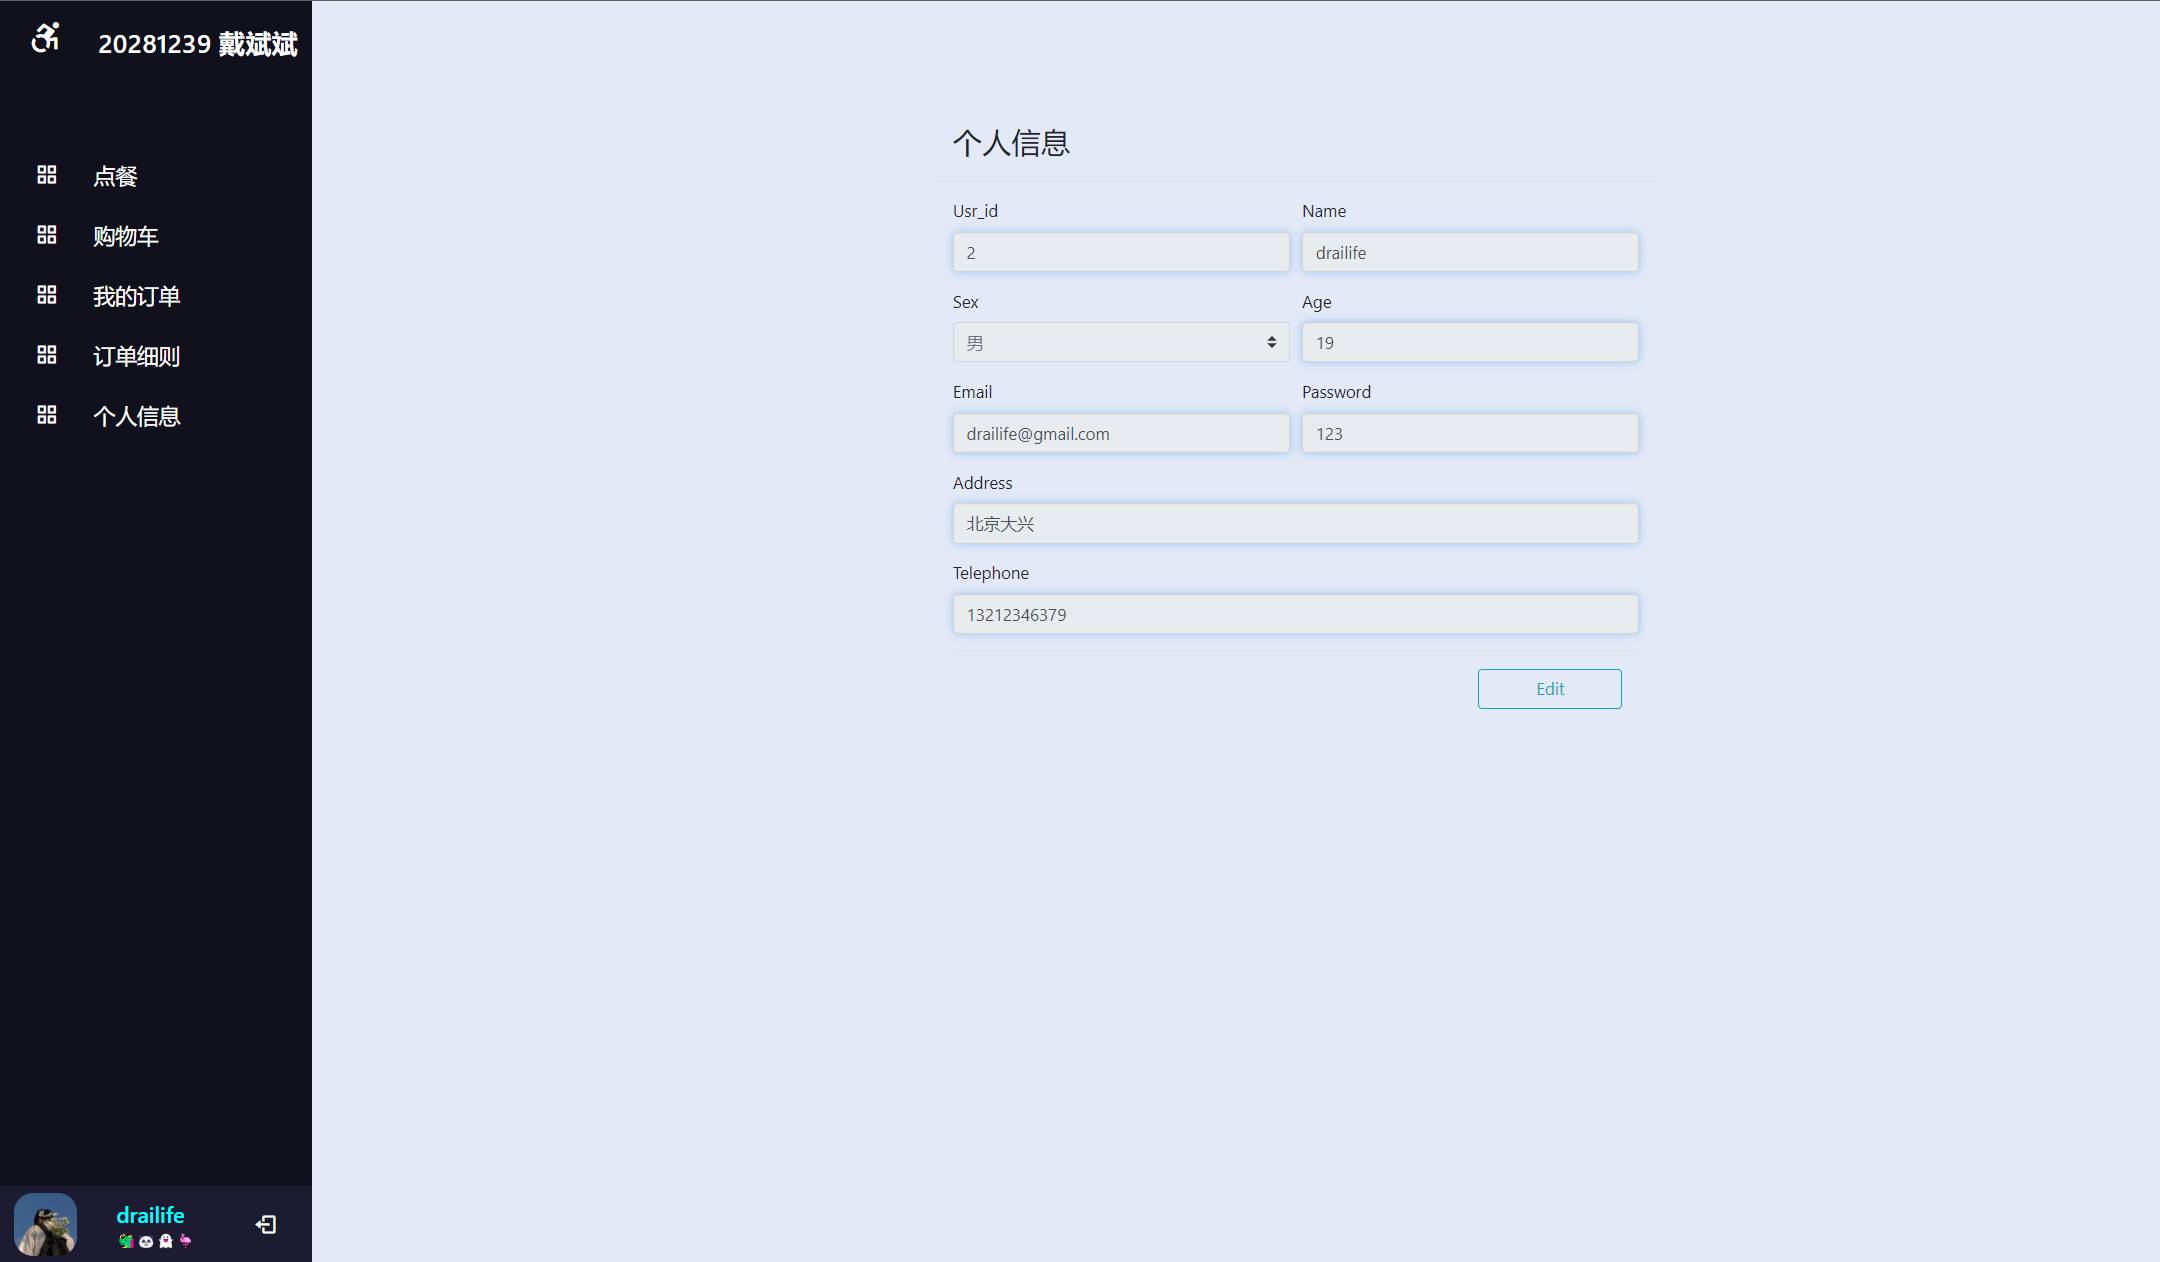 20281239 戴斌斌
点餐
购物车
我的订单
订单细则
个人信息
drailife
个人信息
Usr_id
Name
2
drailife
Sex
Age
男
19
Email
Password
drailife@gmail.com
123
Address
北京大兴
Telephone
13212346379
Edit